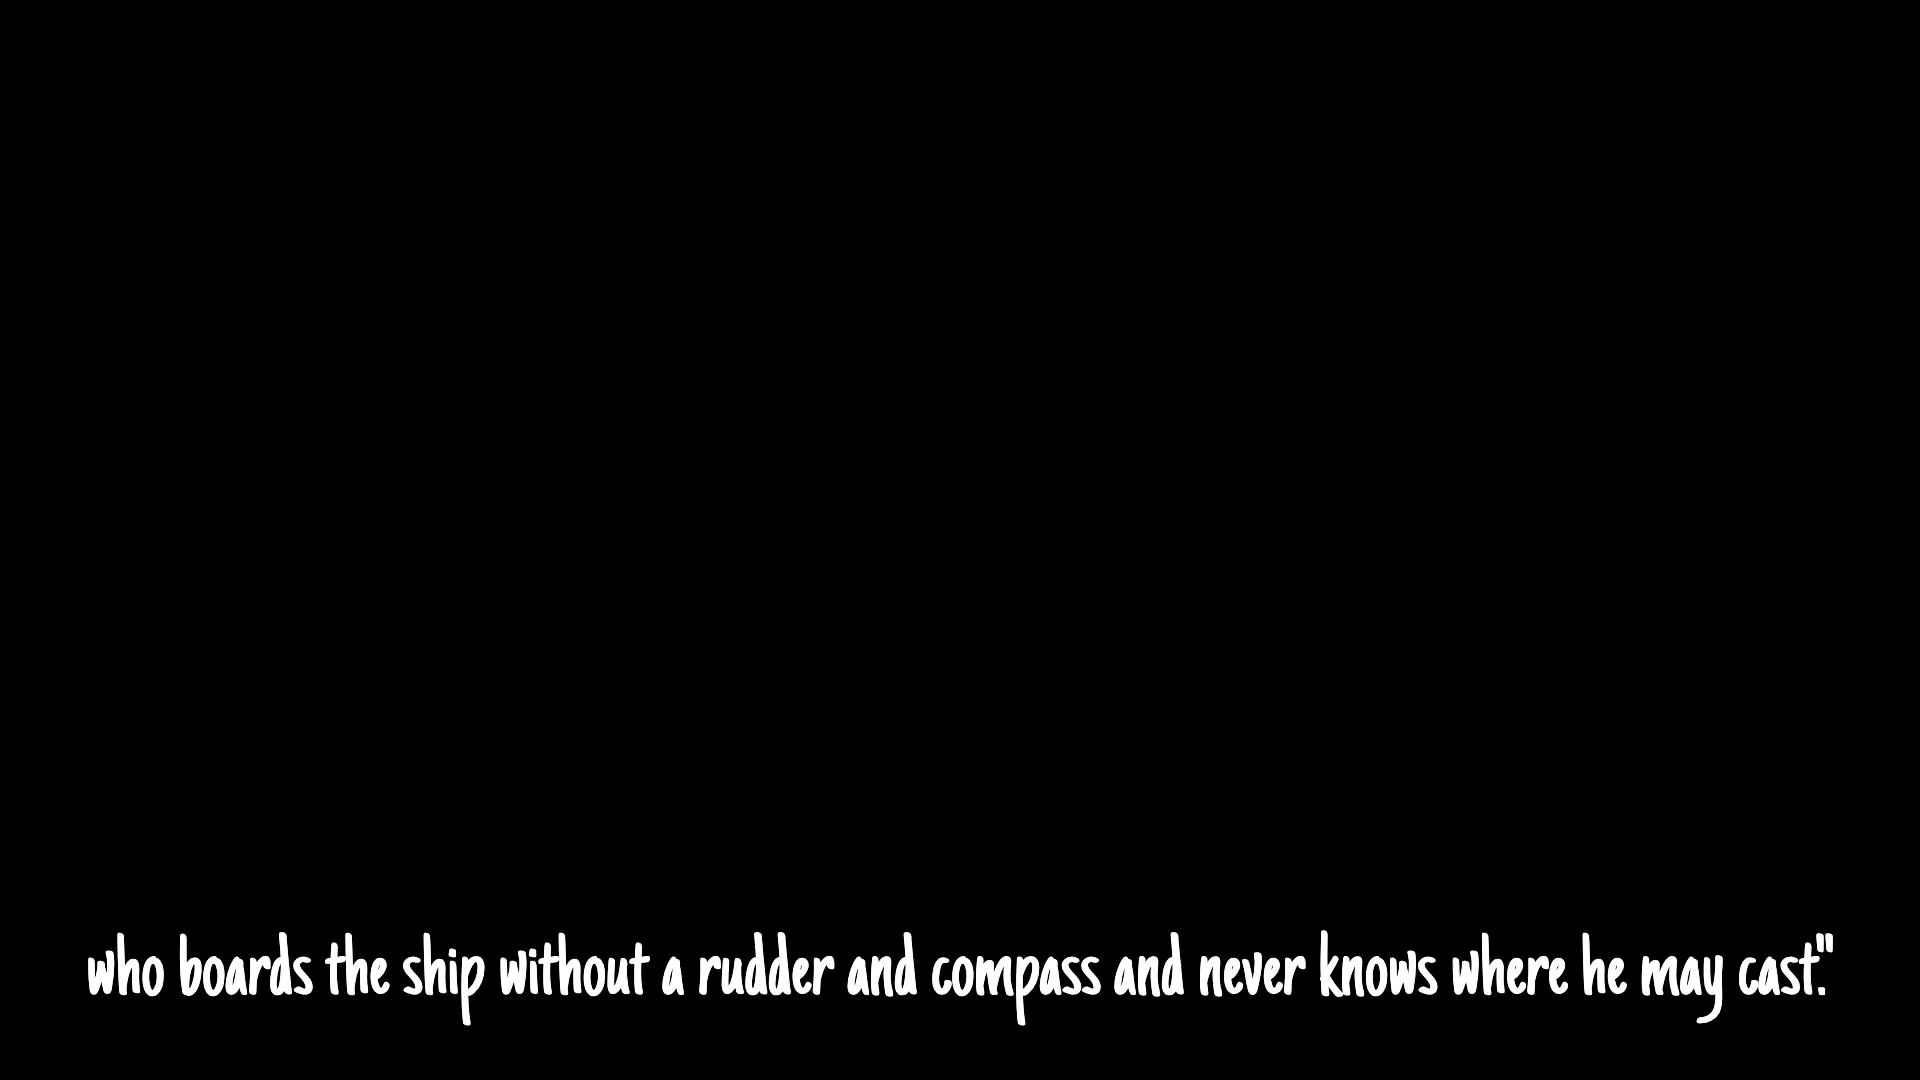 who boards the ship without a rudder and compass and never knows where he may cast."